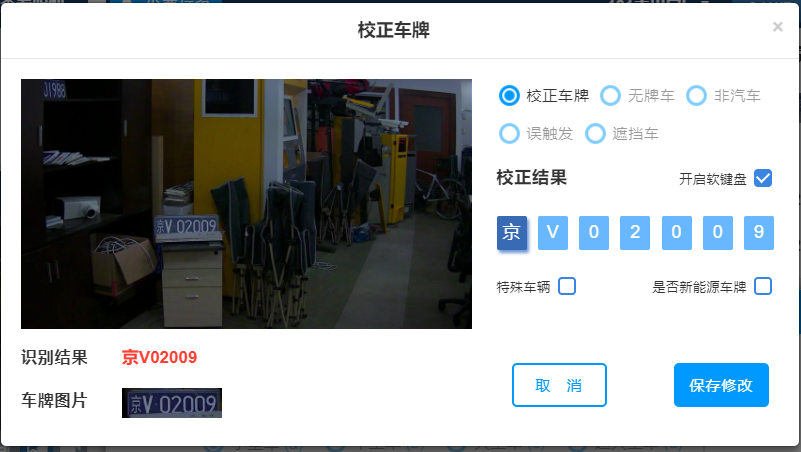 校正车牌
×
01988
京V 02009
校正车牌 无牌车 非汽车
误触发 遮挡车
校正结果 开启软键盘
京 V 0 2 0 0 9
特殊车辆 是否新能源车牌
识别结果 京V02009
车牌图片 京V 02009
取 消 保存修改